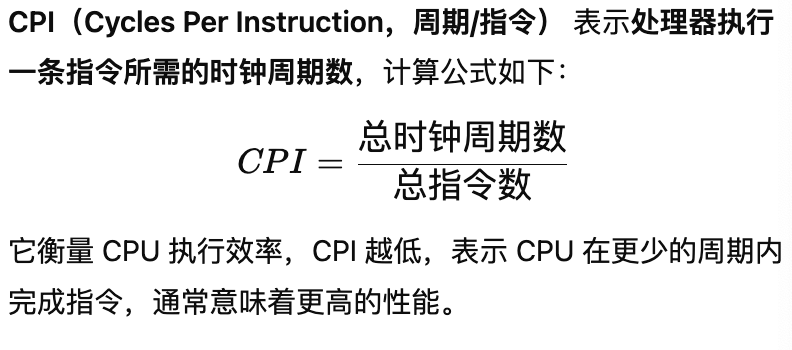 CPI（Cycles Per Instruction，周期/指令） 表示处理器执行
一条指令所需的时钟周期数，计算公式如下：
CPI = 总时钟周期数 / 总指令数
它衡量 CPU 执行效率，CPI 越低，表示 CPU 在更少的周期内
完成指令，通常意味着更高的性能。